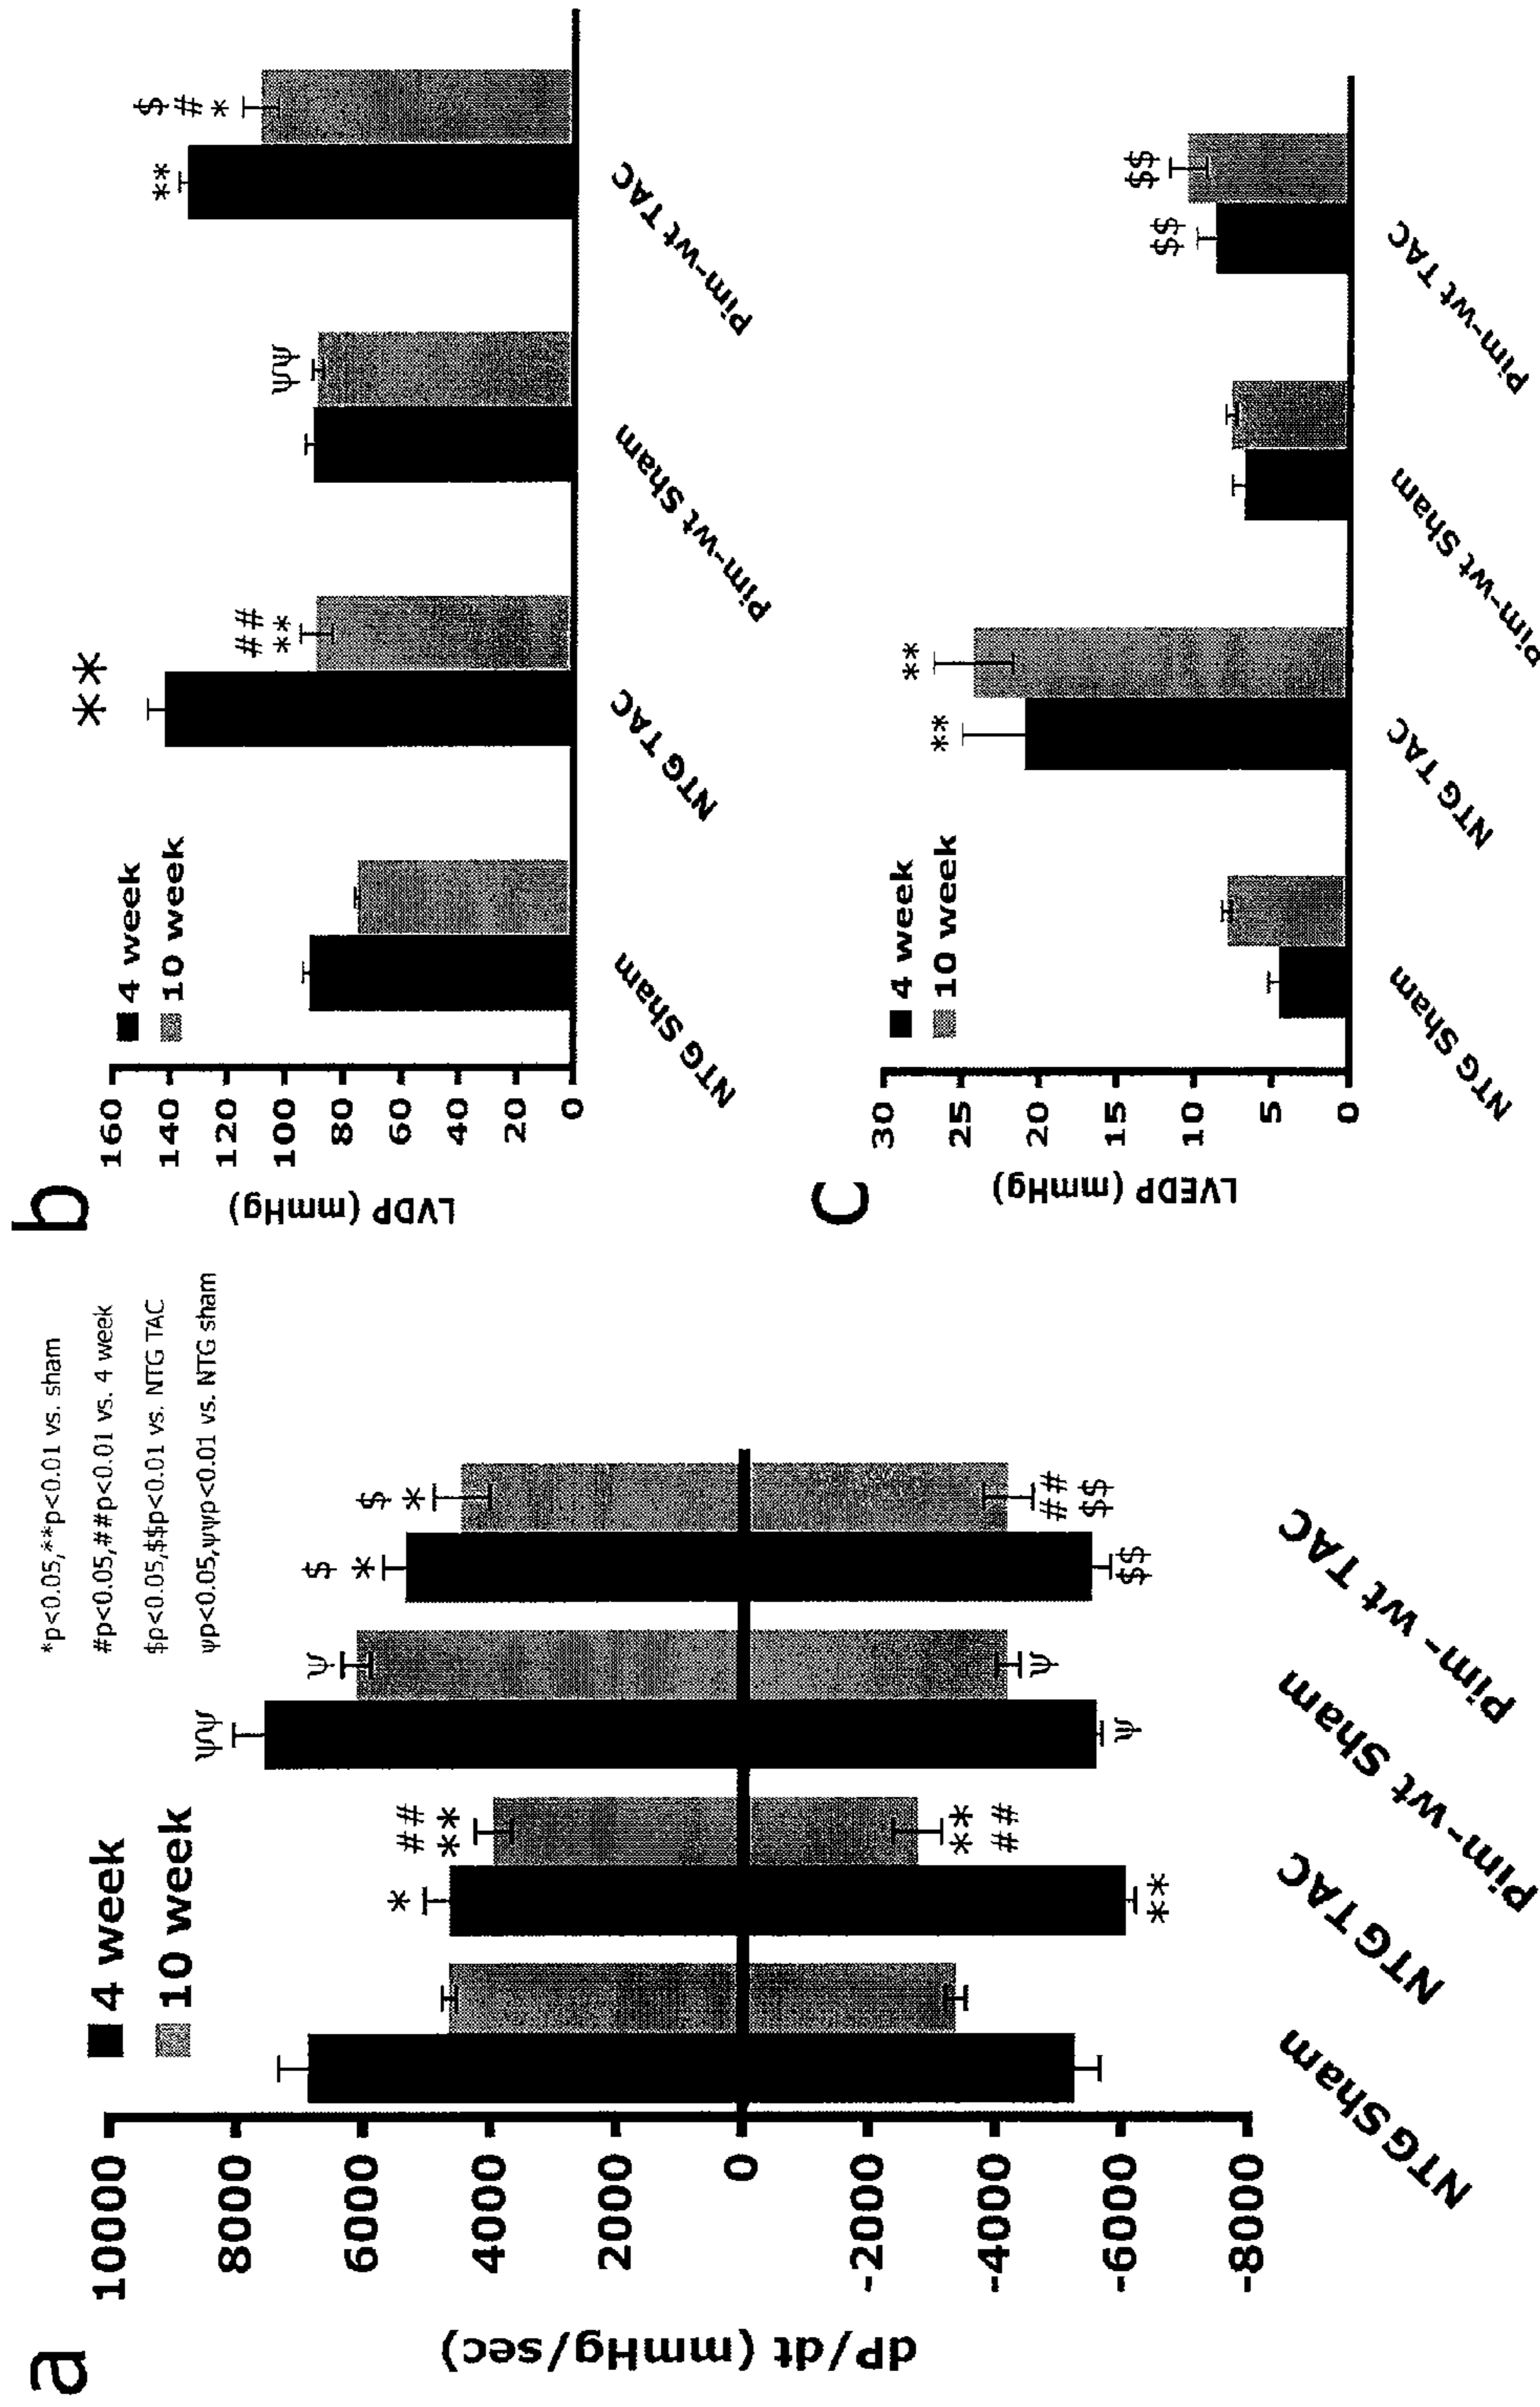 a
*p<0.05,**p<0.01 vs. sham
#p<0.05,##p<0.01 vs. 4 week
$p<0.05,$$p<0.01 vs. NTG TAC
ψp<0.05,ψψp<0.01 vs. NTG sham
4 week
10 week
dP/dt (mmHg/sec)
10000
8000
6000
4000
2000
0
-2000
-4000
-6000
-8000
*
##
**
ψψ
ψ
$
*
$
*
**
**
##
ψ
ψ
$$
##
$$
NTG Sham
NTG TAC
Pim-wt Sham
Pim- wt TAC
b
4 week
10 week
LVDP (mmHg)
160
140
120
100
80
60
40
20
0
**
##
**
ψψ
**
$
#
*
NTG Sham
NTG TAC
Pim-wt Sham
Pim-wt TAC
c
4 week
10 week
LVEDP (mmHg)
30
25
20
15
10
5
0
**
**
$$
$$
NTG Sham
NTG TAC
Pim-wt Sham
Pim-wt TAC